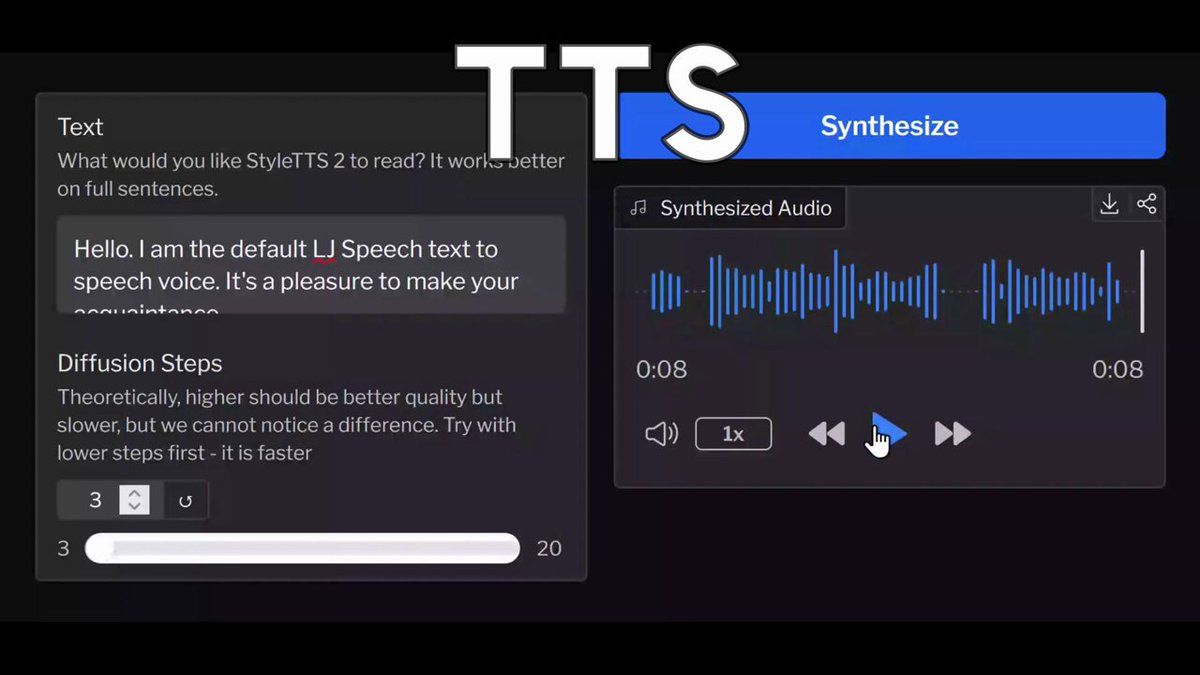 TTS
Text
What would you like StyleTTS 2 to read? It works better
on full sentences.
Hello. I am the default LJ Speech text to
speech voice. It's a pleasure to make your
acquaintance
Diffusion Steps
Theoretically, higher should be better quality but
slower, but we cannot notice a difference. Try with
lower steps first - it is faster
3
3
20
Synthesize
Synthesized Audio
0:08
0:08
1x